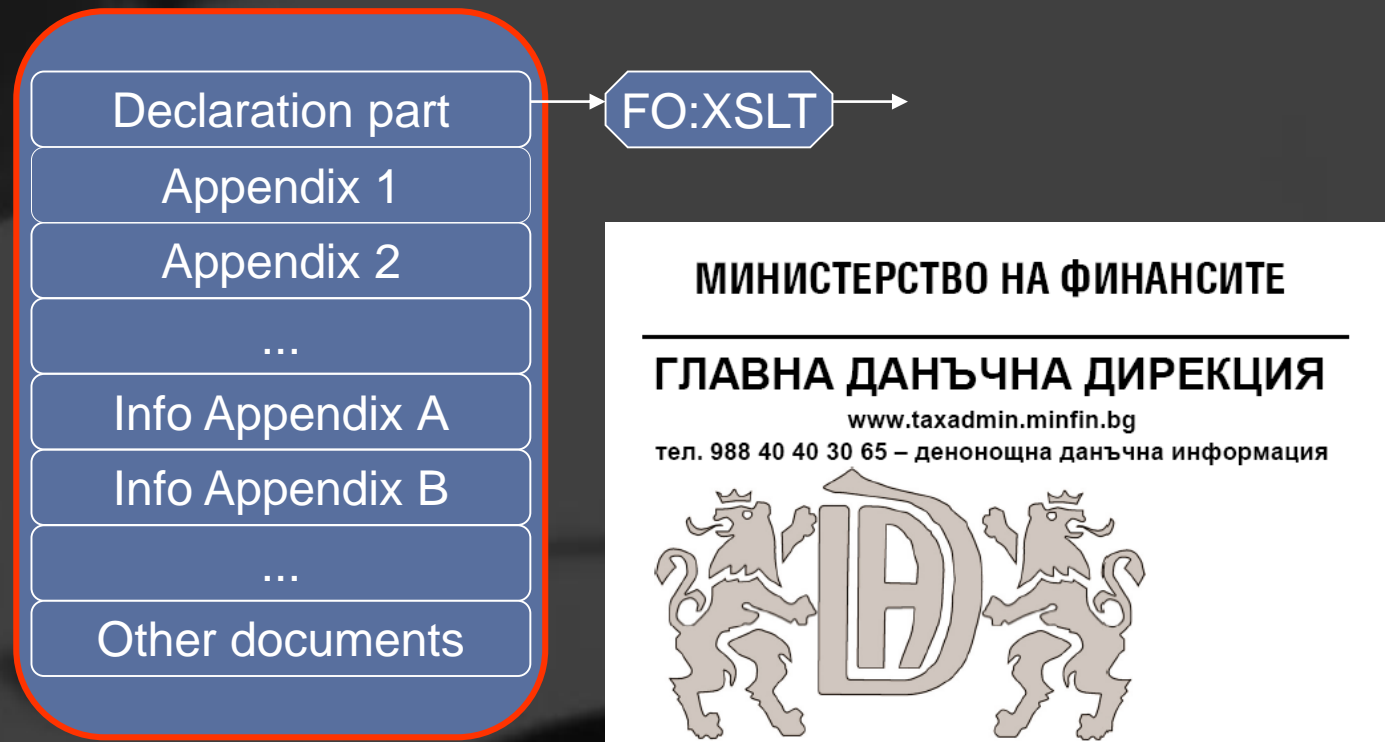 Declaration part
FO:XSLT
Appendix 1
Appendix 2
...
Info Appendix A
Info Appendix B
...
Other documents
МИНИСТЕРСТВО НА ФИНАНСИТЕ
ГЛАВНА ДАНЪЧНА ДИРЕКЦИЯ
www.taxadmin.minfin.bg
тел. 988 40 40 30 65 – денонощна данъчна информация